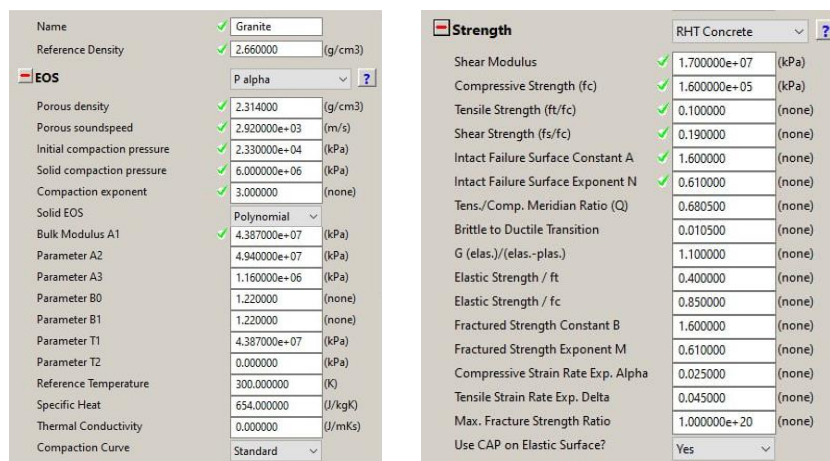 Name Granite
Reference Density 2.660000 (g/cm3)
EOS P alpha ?
Porous density 2.314000 (g/cm3)
Porous soundspeed 2.920000e+03 (m/s)
Initial compaction pressure 2.330000e+04 (kPa)
Solid compaction pressure 6.000000e+06 (kPa)
Compaction exponent 3.000000 (none)
Solid EOS Polynomial
Bulk Modulus A1 4.387000e+07 (kPa)
Parameter A2 4.940000e+07 (kPa)
Parameter A3 1.160000e+06 (kPa)
Parameter B0 1.220000 (none)
Parameter B1 1.220000 (none)
Parameter T1 4.387000e+07 (kPa)
Parameter T2 0.000000 (kPa)
Reference Temperature 300.000000 (K)
Specific Heat 654.000000 (J/kgK)
Thermal Conductivity 0.000000 (J/mKs)
Compaction Curve Standard
Strength RHT Concrete ?
Shear Modulus 1.700000e+07 (kPa)
Compressive Strength (fc) 1.600000e+05 (kPa)
Tensile Strength (ft/fc) 0.100000 (none)
Shear Strength (fs/fc) 0.190000 (none)
Intact Failure Surface Constant A 1.600000 (none)
Intact Failure Surface Exponent N 0.610000 (none)
Tens./Comp. Meridian Ratio (Q) 0.680500 (none)
Brittle to Ductile Transition 0.010500 (none)
G (elas.)/(elas.-plas.) 1.100000 (none)
Elastic Strength / ft 0.400000 (none)
Elastic Strength / fc 0.850000 (none)
Fractured Strength Constant B 1.600000 (none)
Fractured Strength Exponent M 0.610000 (none)
Compressive Strain Rate Exp. Alpha 0.025000 (none)
Tensile Strain Rate Exp. Delta 0.045000 (none)
Max. Fracture Strength Ratio 1.000000e+20 (none)
Use CAP on Elastic Surface? Yes